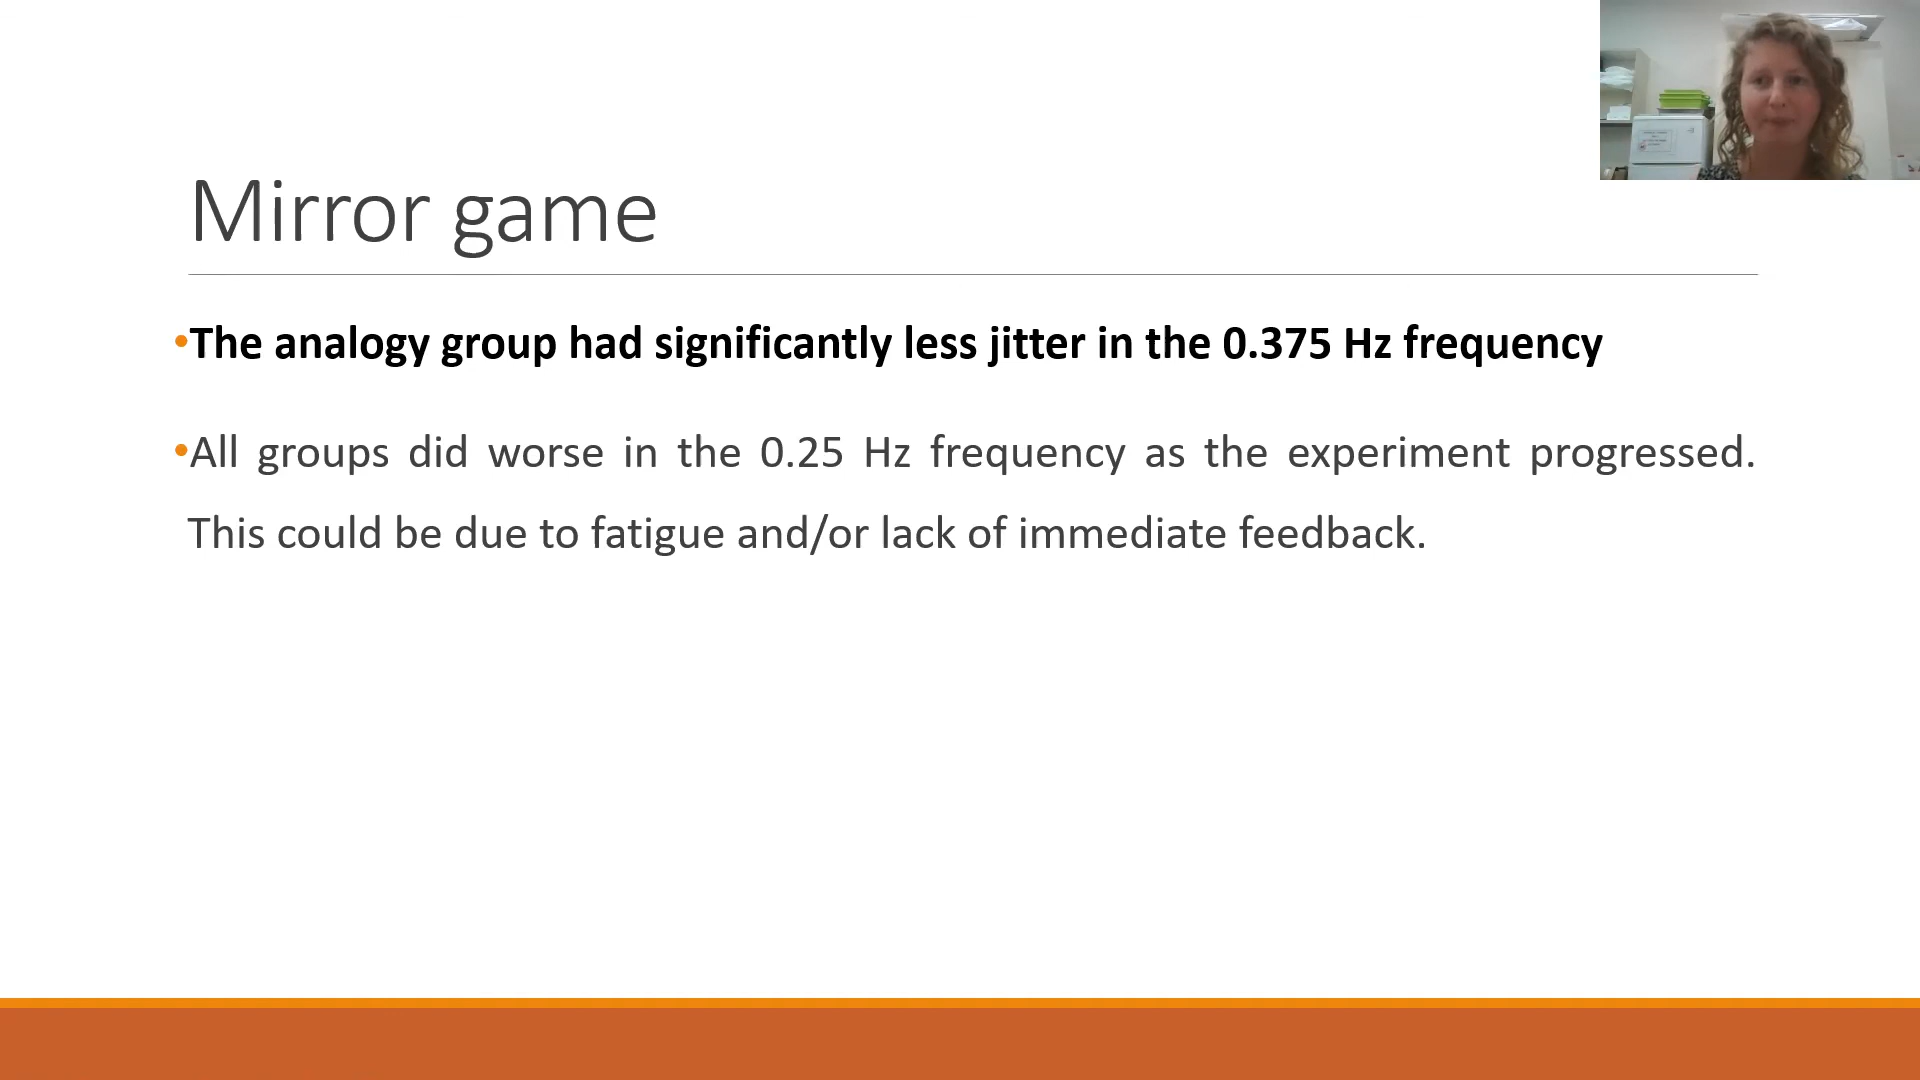 Mirror game
•The analogy group had significantly less jitter in the 0.375 Hz frequency
•All groups did worse in the 0.25 Hz frequency as the experiment progressed.
This could be due to fatigue and/or lack of immediate feedback.